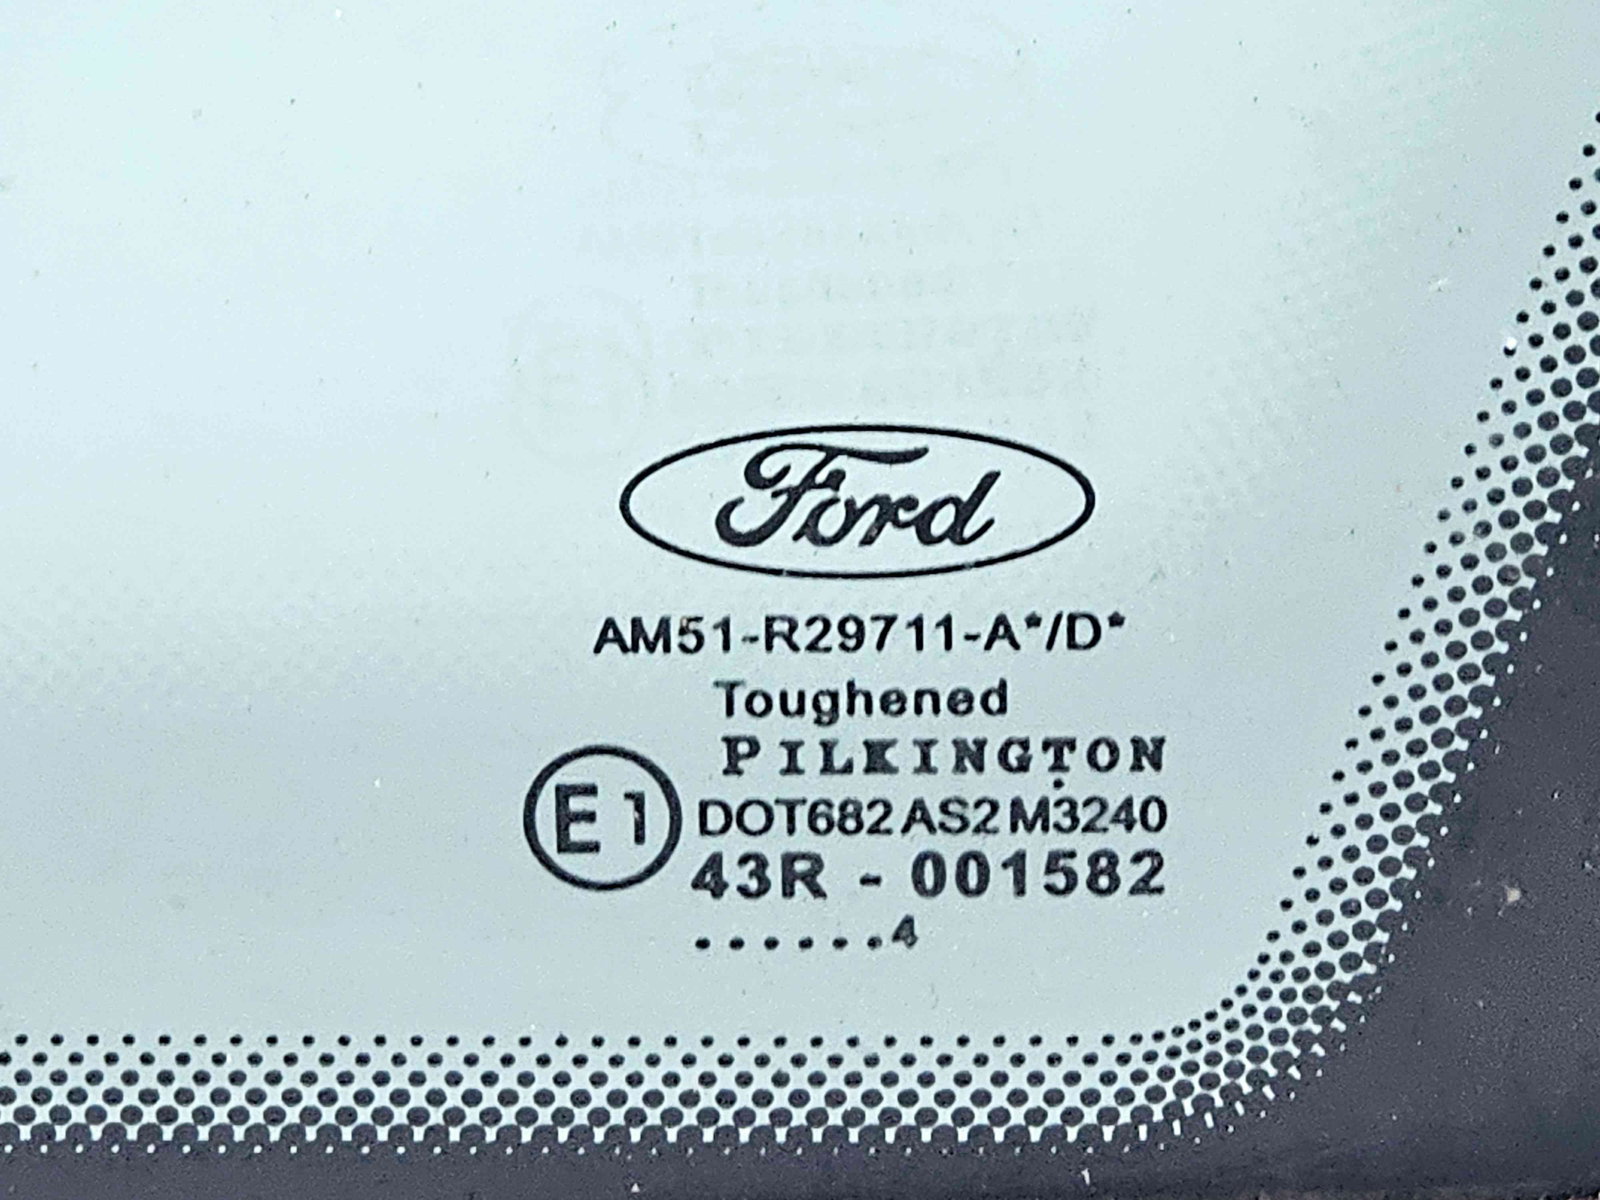 Ford
AM51-R29711-A*/D*
Toughened
PILKINGTON
E1
DOT682 AS2 M3240
43R - 001582
......4